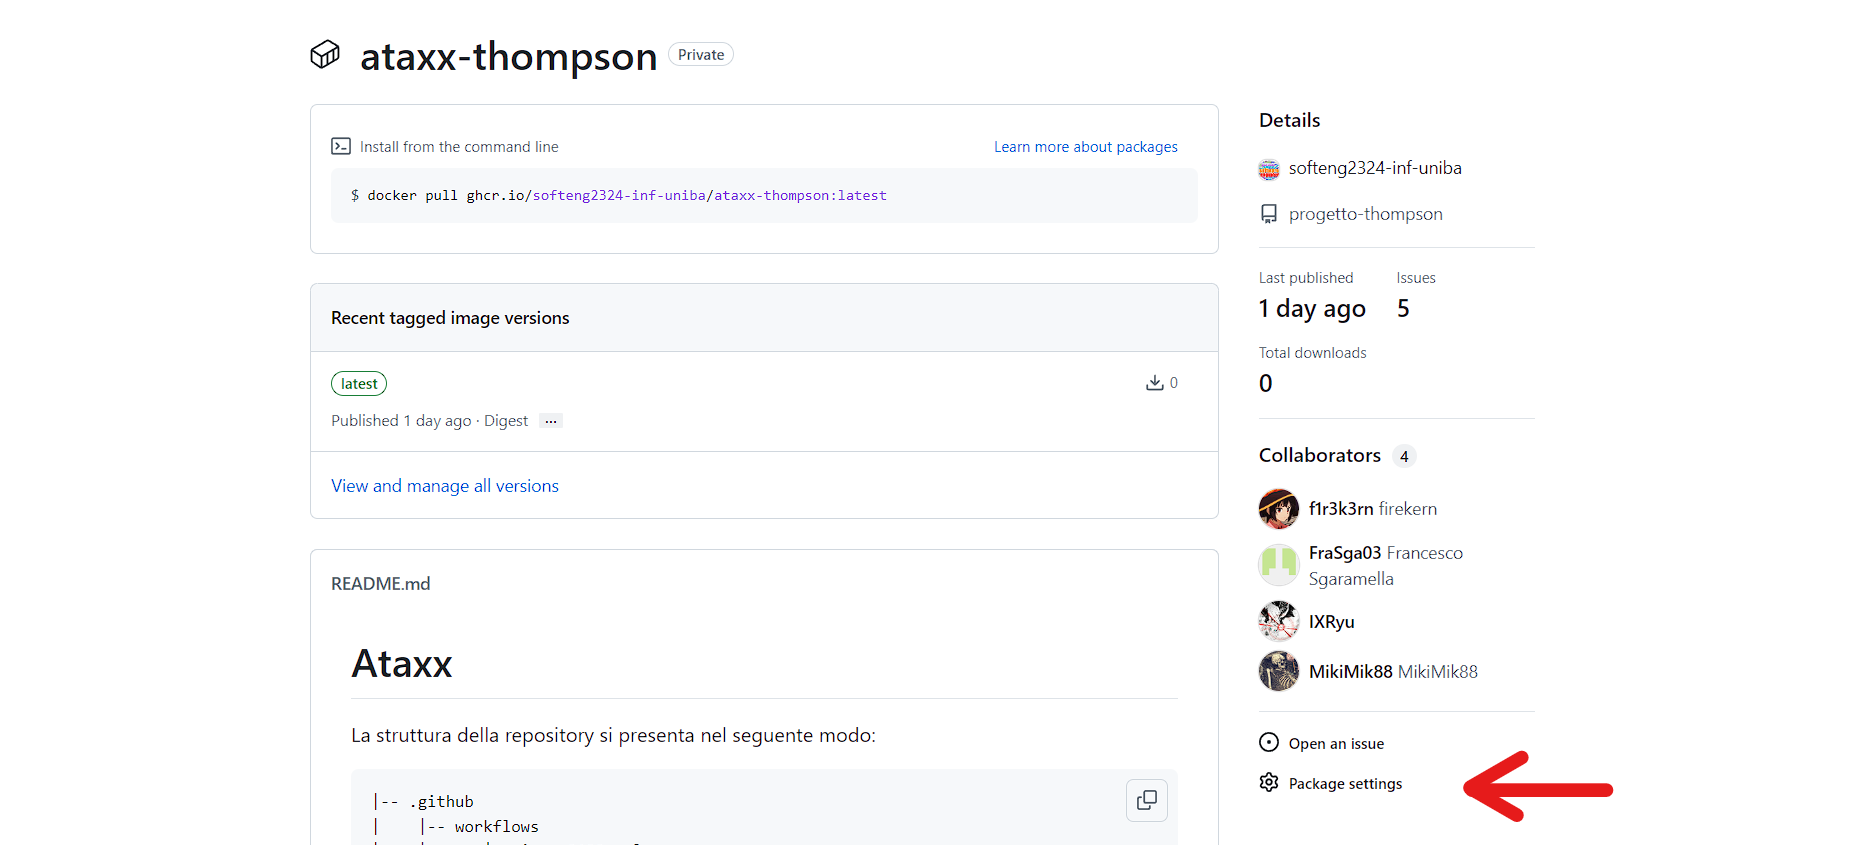 ataxx-thompson Private
Install from the command line
Learn more about packages
$ docker pull ghcr.io/softeng2324-inf-uniba/ataxx-thompson:latest
Recent tagged image versions
latest
0
Published 1 day ago · Digest ...
View and manage all versions
README.md
Ataxx
La struttura della repository si presenta nel seguente modo:
|-- .github
|    |-- workflows
Details
softeng2324-inf-uniba
progetto-thompson
Last published
1 day ago
Issues
5
Total downloads
0
Collaborators 4
f1r3k3rn firekern
FraSga03 Francesco
Sgaramella
IXRyu
MikiMik88 MikiMik88
Open an issue
Package settings